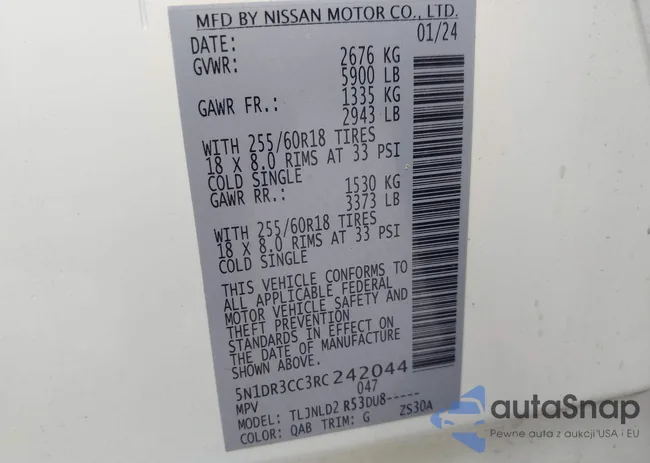 MFD BY NISSAN MOTOR CO., LTD.
DATE: 01/24
GVWR: 2676 KG
5900 LB
GAWR FR.: 1335 KG
2943 LB
WITH 255/60R18 TIRES
18 X 8.0 RIMS AT 33 PSI
COLD SINGLE
GAWR RR.: 1530 KG
3373 LB
WITH 255/60R18 TIRES
18 X 8.0 RIMS AT 33 PSI
COLD SINGLE
THIS VEHICLE CONFORMS TO
ALL APPLICABLE FEDERAL
MOTOR VEHICLE SAFETY AND
THEFT PREVENTION
STANDARDS IN EFFECT ON
THE DATE OF MANUFACTURE
SHOWN ABOVE.
5N1DR3CC3RC242044
MPV 047
MODEL: TLJNLD2 R53DU8-----
COLOR: QAB TRIM: G ZS30A
autoSnap
Pewne auta z aukcji USA i EU